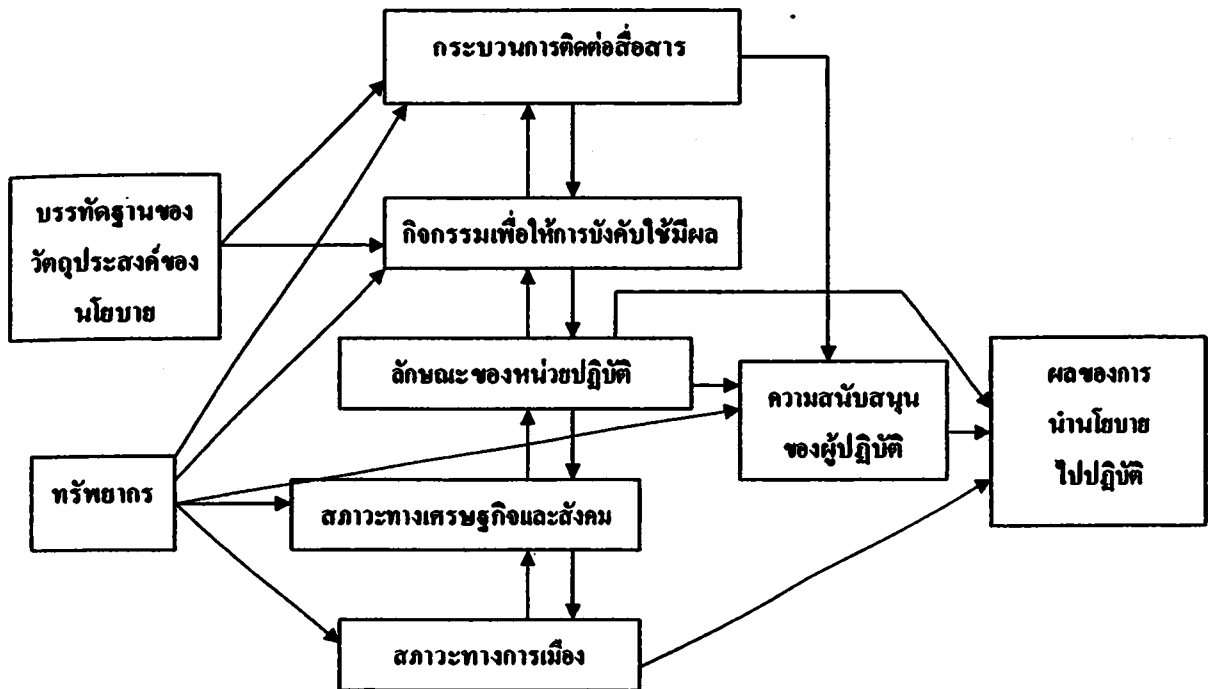 กระบวนการติดต่อสื่อสาร
บรรทัดฐานของ
วัตถุประสงค์ของ
นโยบาย
กิจกรรมเพื่อให้การบังคับใช้มีผล
ลักษณะของหน่วยปฏิบัติ
ความสนับสนุน
ของผู้ปฏิบัติ
ผลของการ
นำนโยบาย
ไปปฏิบัติ
ทรัพยากร
สภาวะทางเศรษฐกิจและสังคม
สภาวะทางการเมือง